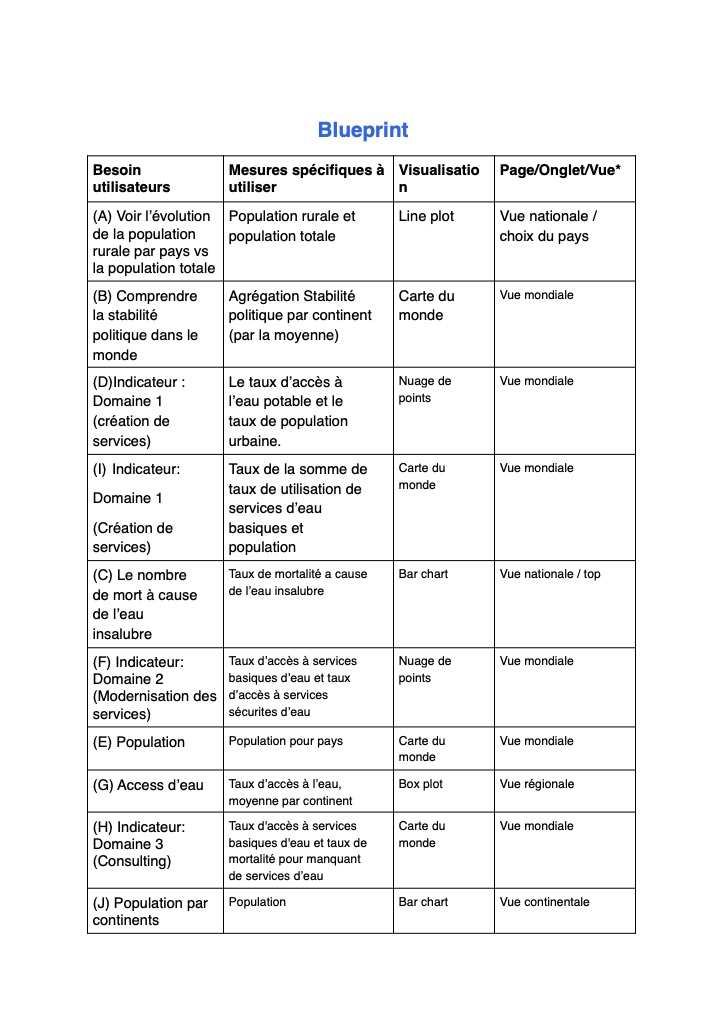 Blueprint
Besoin
utilisateurs
Mesures spécifiques à
utiliser
Visualisatio
n
Page/Onglet/Vue*
(A) Voir l’évolution
de la population
rurale par pays vs
la population totale
Population rurale et
population totale
Line plot
Vue nationale /
choix du pays
(B) Comprendre
la stabilité
politique dans le
monde
Agrégation Stabilité
politique par continent
(par la moyenne)
Carte du
monde
Vue mondiale
(D)Indicateur :
Domaine 1
(création de
services)
Le taux d’accès à
l’eau potable et le
taux de population
urbaine.
Nuage de
points
Vue mondiale
(I) Indicateur:
Domaine 1
(Création de
services)
Taux de la somme de
taux de utilisation de
services d’eau
basiques et
population
Carte du
monde
Vue mondiale
(C) Le nombre
de mort à cause
de l’eau
insalubre
Taux de mortalité a cause
de l’eau insalubre
Bar chart
Vue nationale / top
(F) Indicateur:
Domaine 2
(Modernisation des
services)
Taux d’accès à services
basiques d’eau et taux
d’accès à services
sécurites d’eau
Nuage de
points
Vue mondiale
(E) Population
Population pour pays
Carte du
monde
Vue mondiale
(G) Access d’eau
Taux d’accès à l’eau,
moyenne par continent
Box plot
Vue régionale
(H) Indicateur:
Domaine 3
(Consulting)
Taux d'accès à services
basiques d'eau et taux de
mortalité pour manquant
de services d’eau
Carte du
monde
Vue mondiale
(J) Population par
continents
Population
Bar chart
Vue continentale